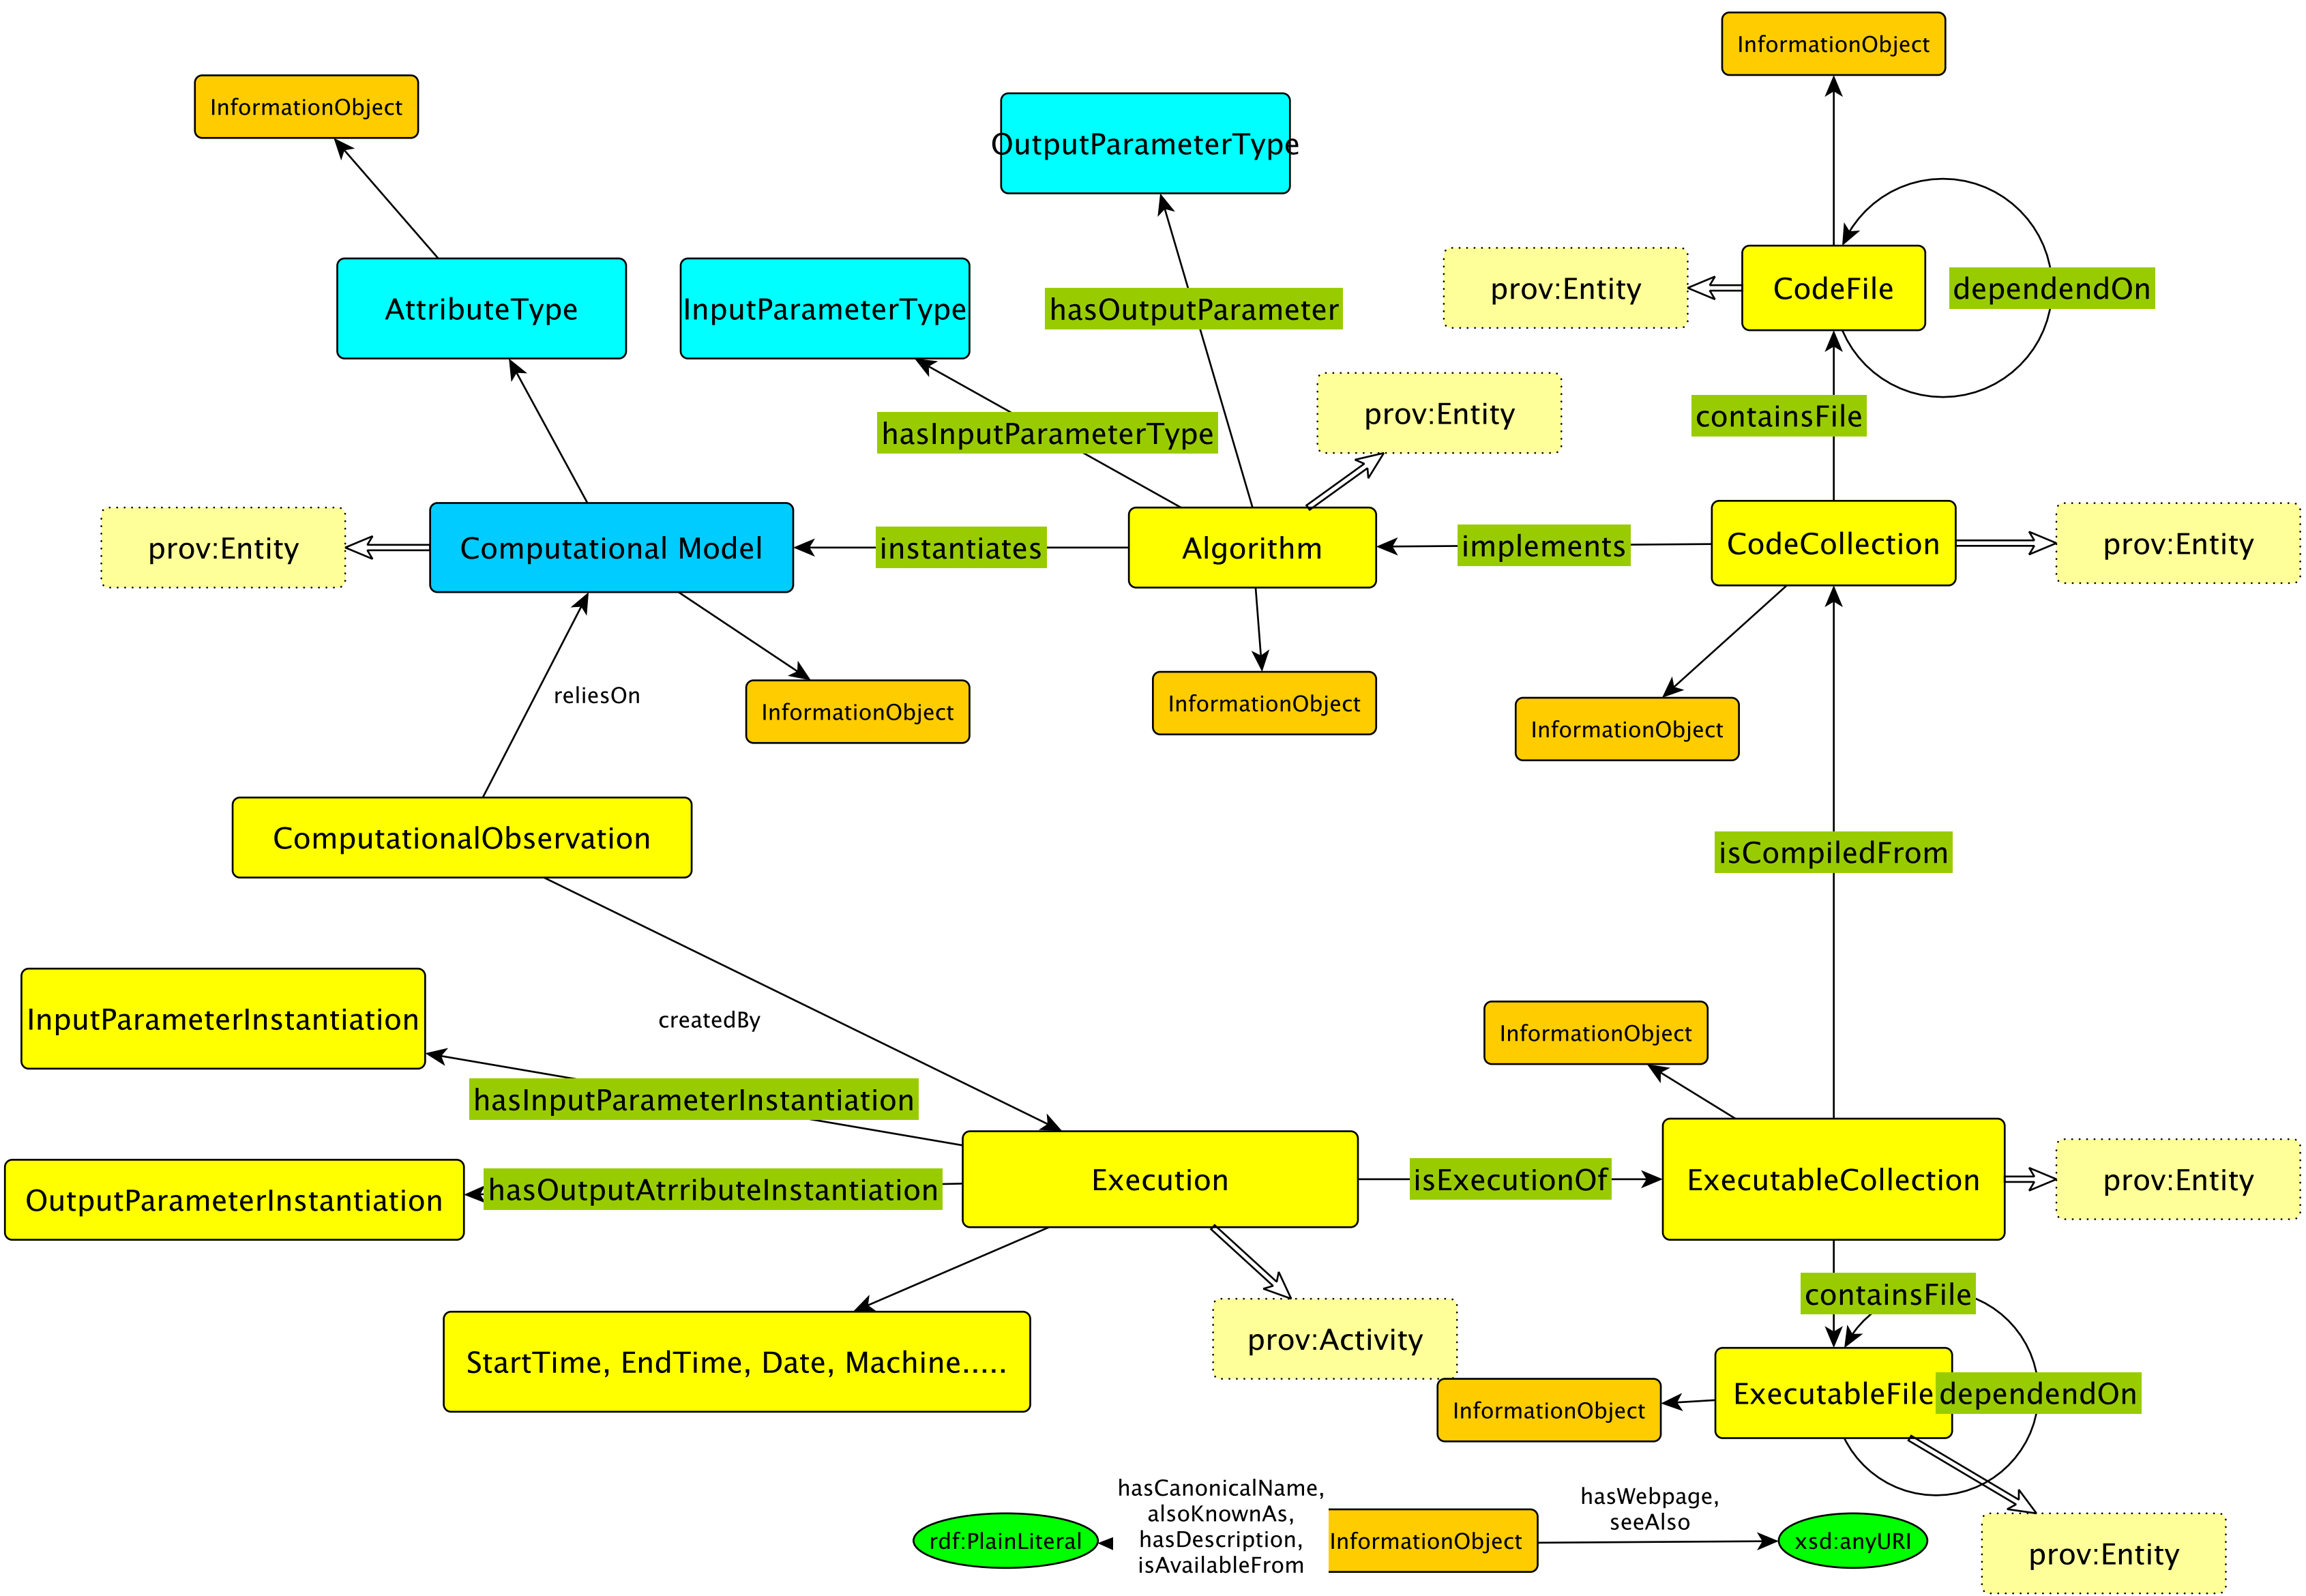 InformationObject
InformationObject
OutputParameterType
AttributeType
InputParameterType
hasOutputParameter
prov:Entity
CodeFile
dependendOn
hasInputParameterType
prov:Entity
containsFile
prov:Entity
Computational Model
instantiates
Algorithm
implements
CodeCollection
prov:Entity
reliesOn
InformationObject
InformationObject
InformationObject
ComputationalObservation
isCompiledFrom
InputParameterInstantiation
createdBy
InformationObject
hasInputParameterInstantiation
OutputParameterInstantiation
hasOutputAtrributeInstantiation
Execution
isExecutionOf
ExecutableCollection
prov:Entity
containsFile
StartTime, EndTime, Date, Machine.....
prov:Activity
InformationObject
ExecutableFile
dependendOn
rdf:PlainLiteral
hasCanonicalName,
alsoKnownAs,
hasDescription,
isAvailableFrom
InformationObject
hasWebpage,
seeAlso
xsd:anyURI
prov:Entity